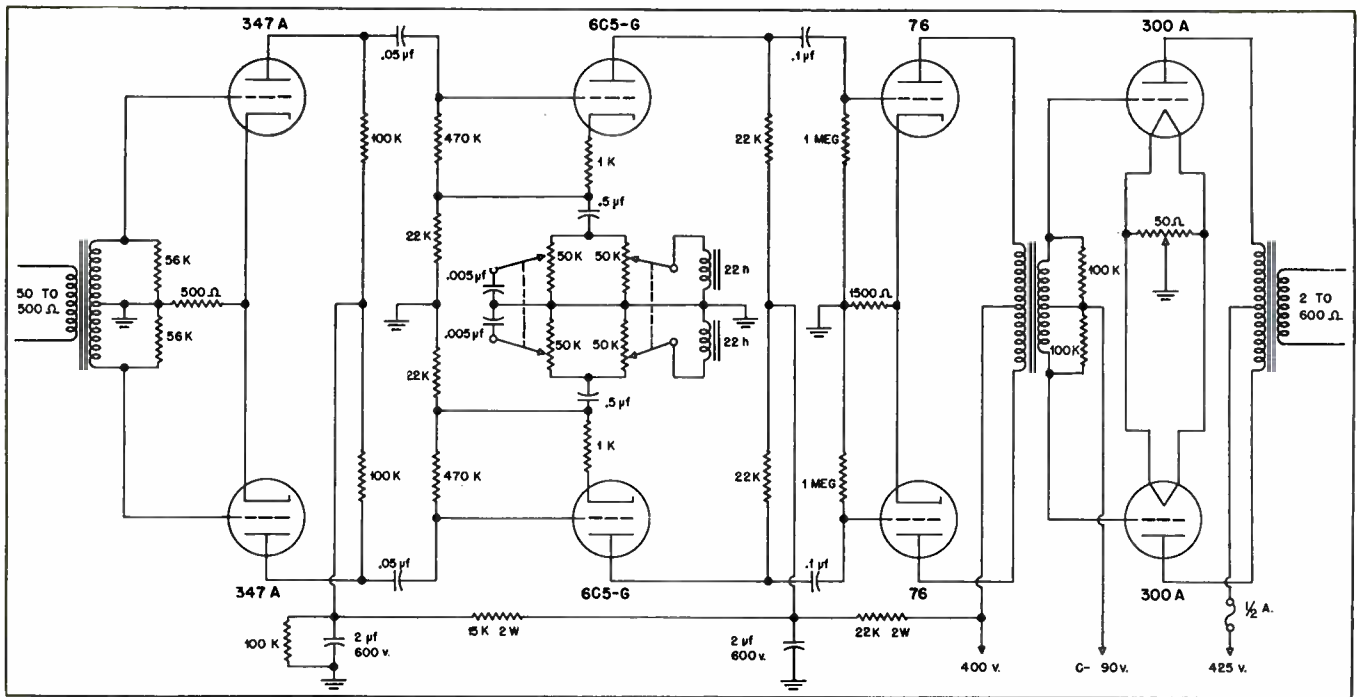 347 A
6C5-G
76
300 A
.05 µf
.1 µf
100 K
470 K
1 K
22 K
1 MEG
.5 µf
22 K
50 Ω
56 K
50 K
50 K
.005 µf
22 h
100 K
50 TO
500 Ω
500 Ω
1500 Ω
2 TO
600 Ω
56 K
.005 µf
50 K
50 K
22 h
100 K
22 K
.5 µf
1 K
100 K
470 K
22 K
1 MEG
.05 µf
.1 µf
347 A
6C5-G
76
300 A
100 K
2 µf
600 v.
15 K 2W
2 µf
600 v.
22 K 2W
½ A.
400 v.
C- 90 v.
425 v.